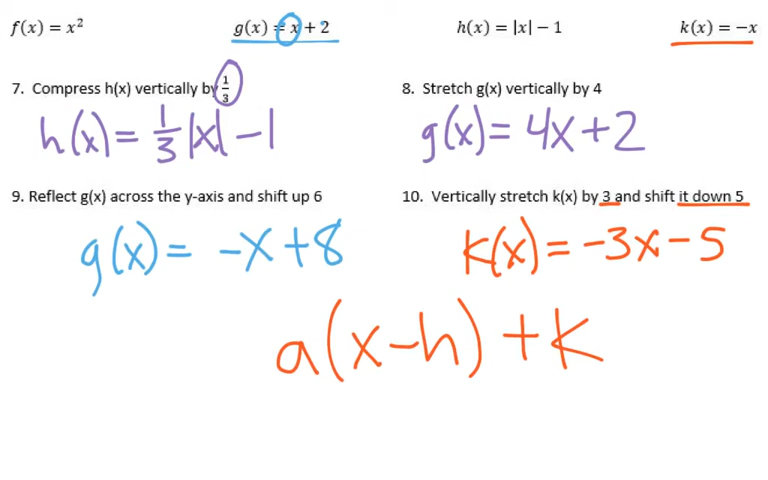 f(x) = x² g(x) = x + 2 h(x) = |x| − 1 k(x) = −x
7. Compress h(x) vertically by 1/3
h(x) = 1/3 |x| − 1
8. Stretch g(x) vertically by 4
g(x) = 4x + 2
9. Reflect g(x) across the y-axis and shift up 6
g(x) = −x + 8
10. Vertically stretch k(x) by 3 and shift it down 5
k(x) = −3x − 5
a(x−h) + k